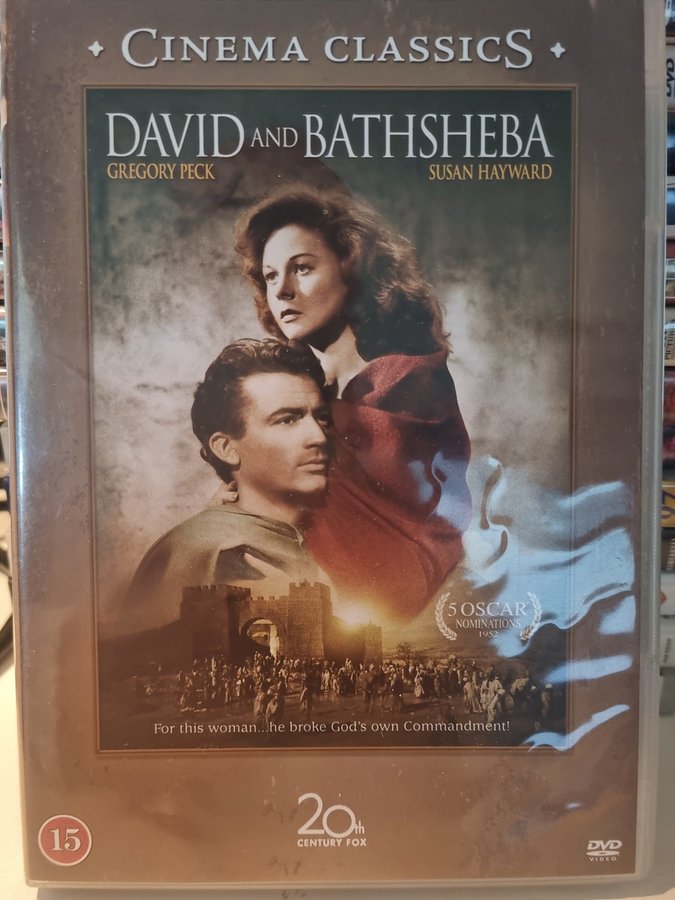 CINEMA CLASSICS
DAVID AND BATHSHEBA
GREGORY PECK
SUSAN HAYWARD
5 OSCAR
NOMINATIONS
1952
For this woman...he broke God's own Commandment!
15
20th
CENTURY FOX
DVD
VIDEO